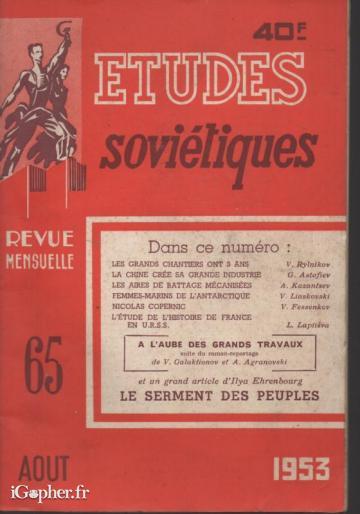 40F
ETUDES
soviétiques
REVUE
MENSUELLE
65
AOUT
Dans ce numéro :
LES GRANDS CHANTIERS ONT 3 ANS V. Rylnikov
LA CHINE CRÉE SA GRANDE INDUSTRIE G. Astafiev
LES AIRES DE BATTAGE MÉCANISÉES A. Kazantsev
FEMMES-MARINS DE L'ANTARCTIQUE V. Linskovski
NICOLAS COPERNIC V. Fessenkov
L'ÉTUDE DE L'HISTOIRE DE FRANCE
EN U.R.S.S. L. Laptiéva
A L'AUBE DES GRANDS TRAVAUX
suite du roman-reportage
de V. Galaktionov et A. Agranovski
et un grand article d'Ilya Ehrenbourg
LE SERMENT DES PEUPLES
1953
iGopher.fr